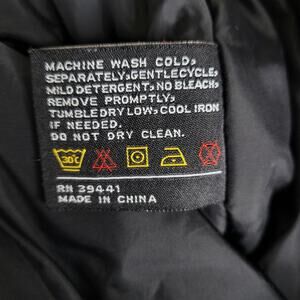 MACHINE WASH COLD,
SEPARATELY, GENTLE CYCLE,
MILD DETERGENT, NO BLEACH,
REMOVE PROMPTLY,
TUMBLE DRY LOW, COOL IRON
IF NEEDED.
DO NOT DRY CLEAN.
30°C
RN 39441
MADE IN CHINA